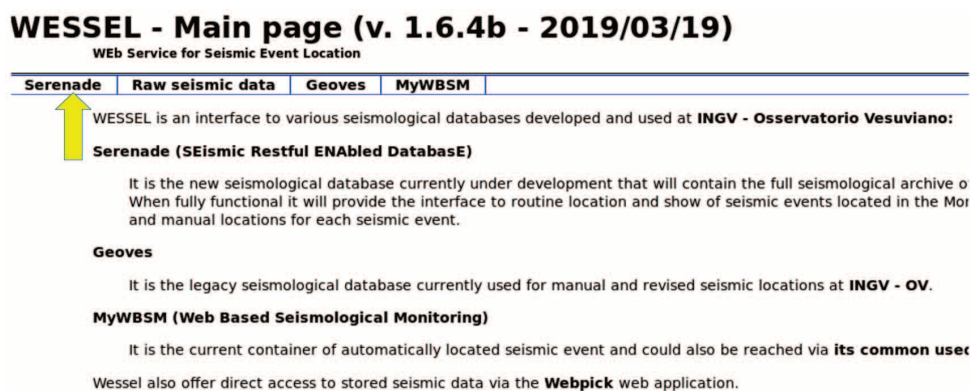 WESSEL - Main page (v. 1.6.4b - 2019/03/19)
WEb Service for Seismic Event Location
Serenade Raw seismic data Geoves MyWBSM
WESSEL is an interface to various seismological databases developed and used at INGV - Osservatorio Vesuviano:
Serenade (SEismic Restful ENAbled DatabasE)
It is the new seismological database currently under development that will contain the full seismological archive
When fully functional it will provide the interface to routine location and show of seismic events located in the
and manual locations for each seismic event.
Geoves
It is the legacy seismological database currently used for manual and revised seismic locations at INGV - OV.
MyWBSM (Web Based Seismological Monitoring)
It is the current container of automatically located seismic event and could also be reached via its common used
Wessel also offer direct access to stored seismic data via the Webpick web application.